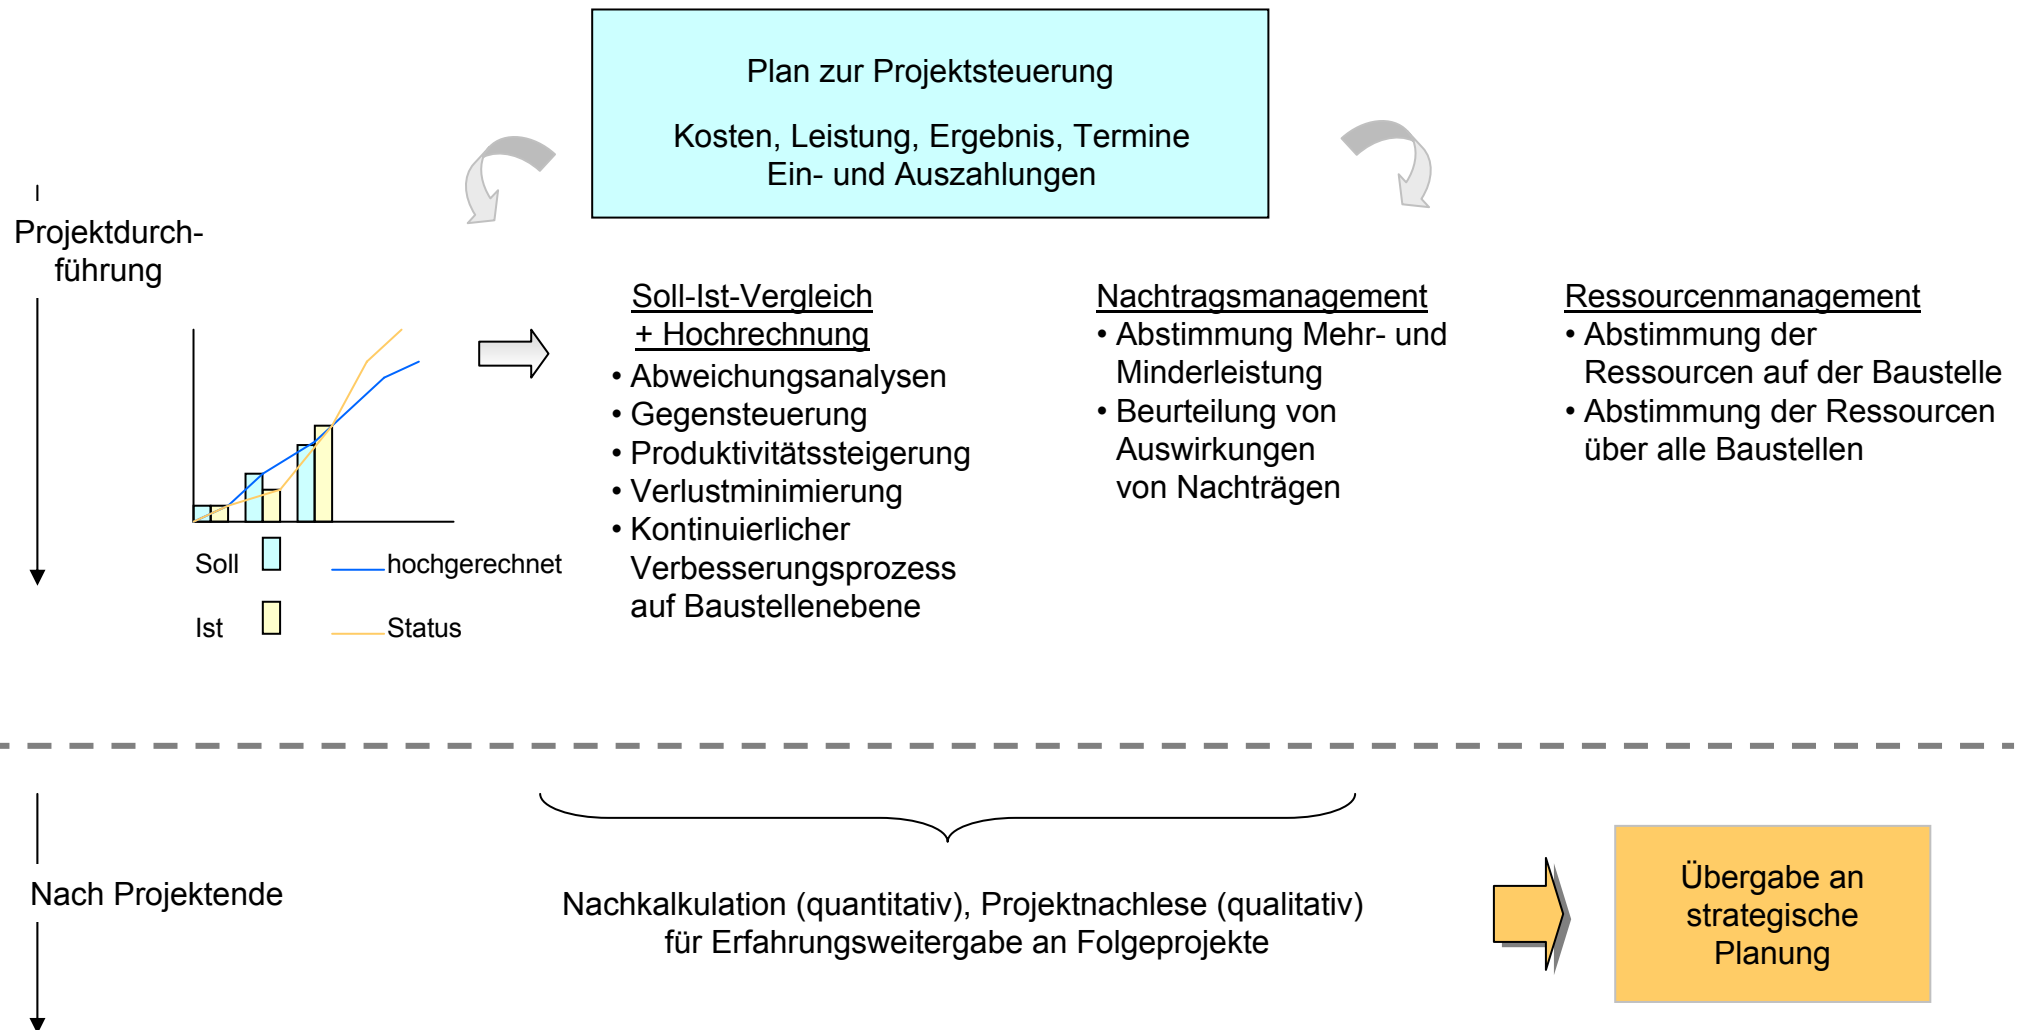 Plan zur Projektsteuerung
Kosten, Leistung, Ergebnis, Termine
Ein- und Auszahlungen
Projektdurch-
führung
Soll-Ist-Vergleich
+ Hochrechnung
• Abweichungsanalysen
• Gegensteuerung
• Produktivitätssteigerung
• Verlustminimierung
• Kontinuierlicher
Verbesserungsprozess
auf Baustellenebene
Nachtragsmanagement
• Abstimmung Mehr- und
Minderleistung
• Beurteilung von
Auswirkungen
von Nachträgen
Ressourcenmanagement
• Abstimmung der
Ressourcen auf der Baustelle
• Abstimmung der Ressourcen
über alle Baustellen
Soll
hochgerechnet
Ist
Status
Nach Projektende
Nachkalkulation (quantitativ), Projektnachlese (qualitativ)
für Erfahrungsweitergabe an Folgeprojekte
Übergabe an
strategische
Planung